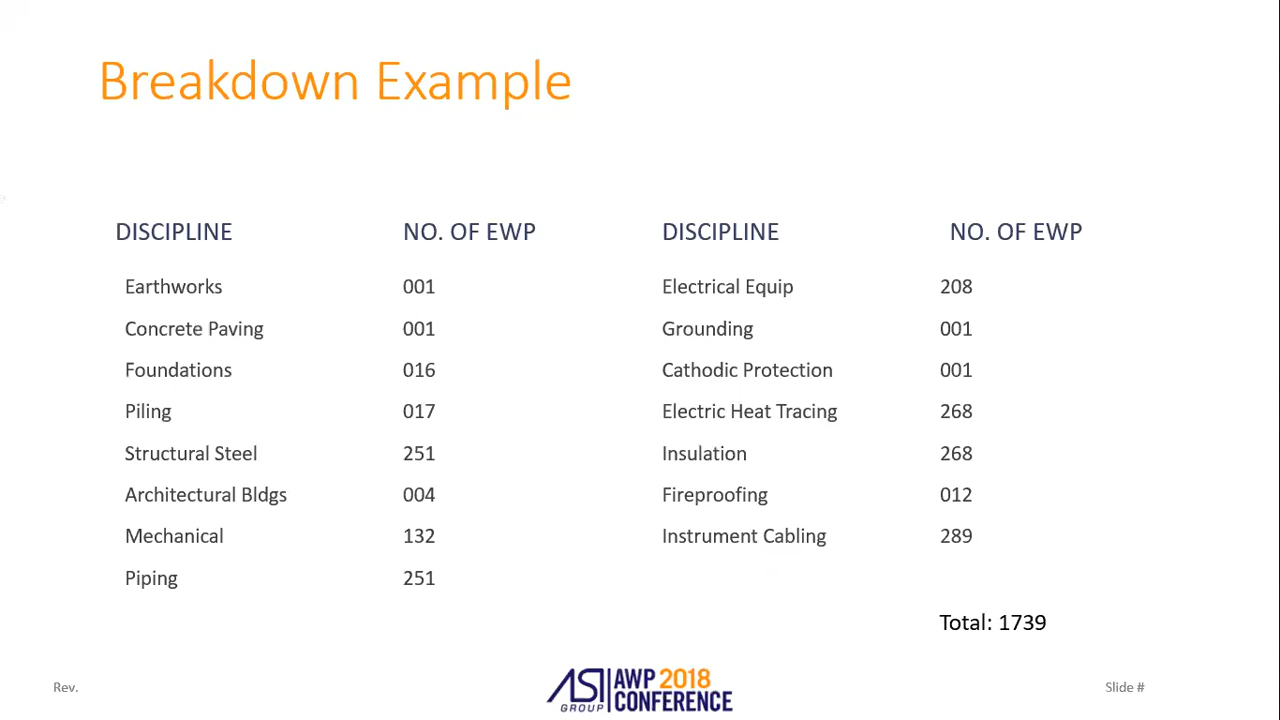 Breakdown Example
DISCIPLINE NO. OF EWP DISCIPLINE NO. OF EWP
Earthworks 001 Electrical Equip 208
Concrete Paving 001 Grounding 001
Foundations 016 Cathodic Protection 001
Piling 017 Electric Heat Tracing 268
Structural Steel 251 Insulation 268
Architectural Bldgs 004 Fireproofing 012
Mechanical 132 Instrument Cabling 289
Piping 251
Total: 1739
Rev.
ASI GROUP
AWP 2018
CONFERENCE
Slide #